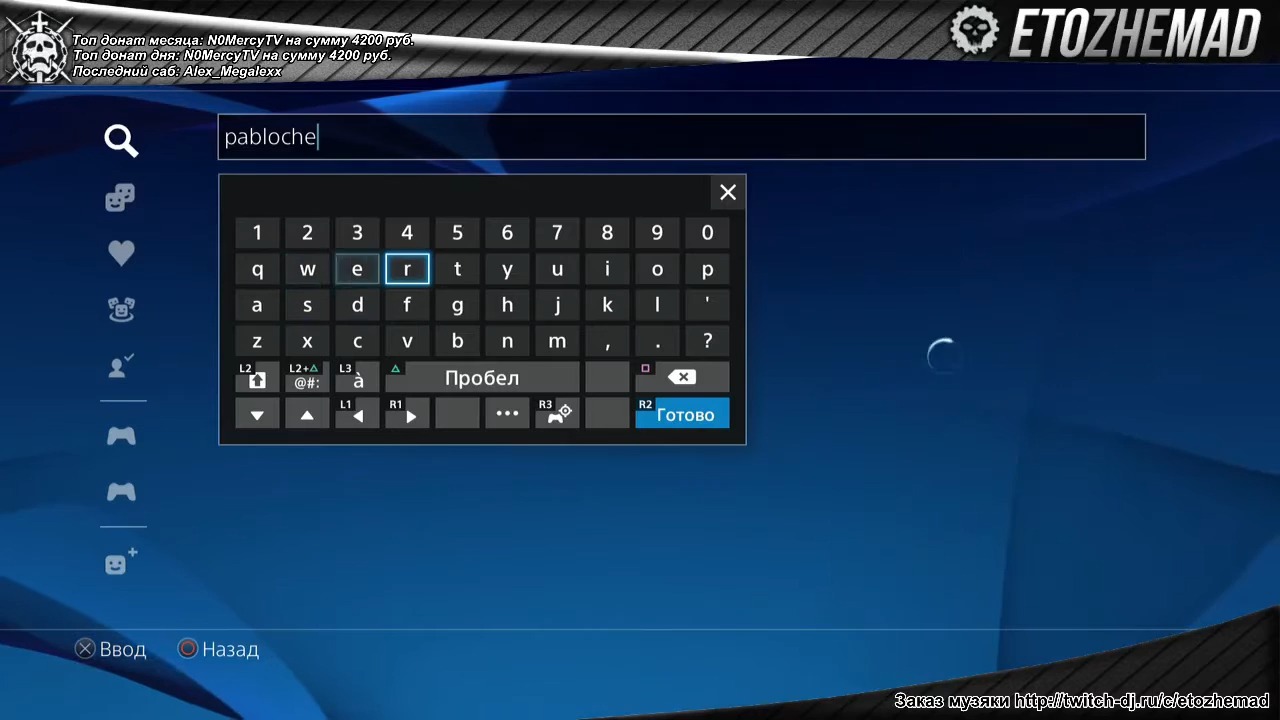 Топ донат месяца: N0MercyTV на сумму 4200 руб.
Топ донат дня: N0MercyTV на сумму 4200 руб.
Последний саб: Alex_Megalexx
ETOZHEMAD
pabloche
1 2 3 4 5 6 7 8 9 0
q w e r t y u i o p
a s d f g h j k l '
z x c v b n m , . ?
L2 L2+△ @#: L3 à △ Пробел □
L1 R1 ••• R3 R2 Готово
Ввод Назад
Заказ музяки http://twitch-dj.ru/c/etozhemad